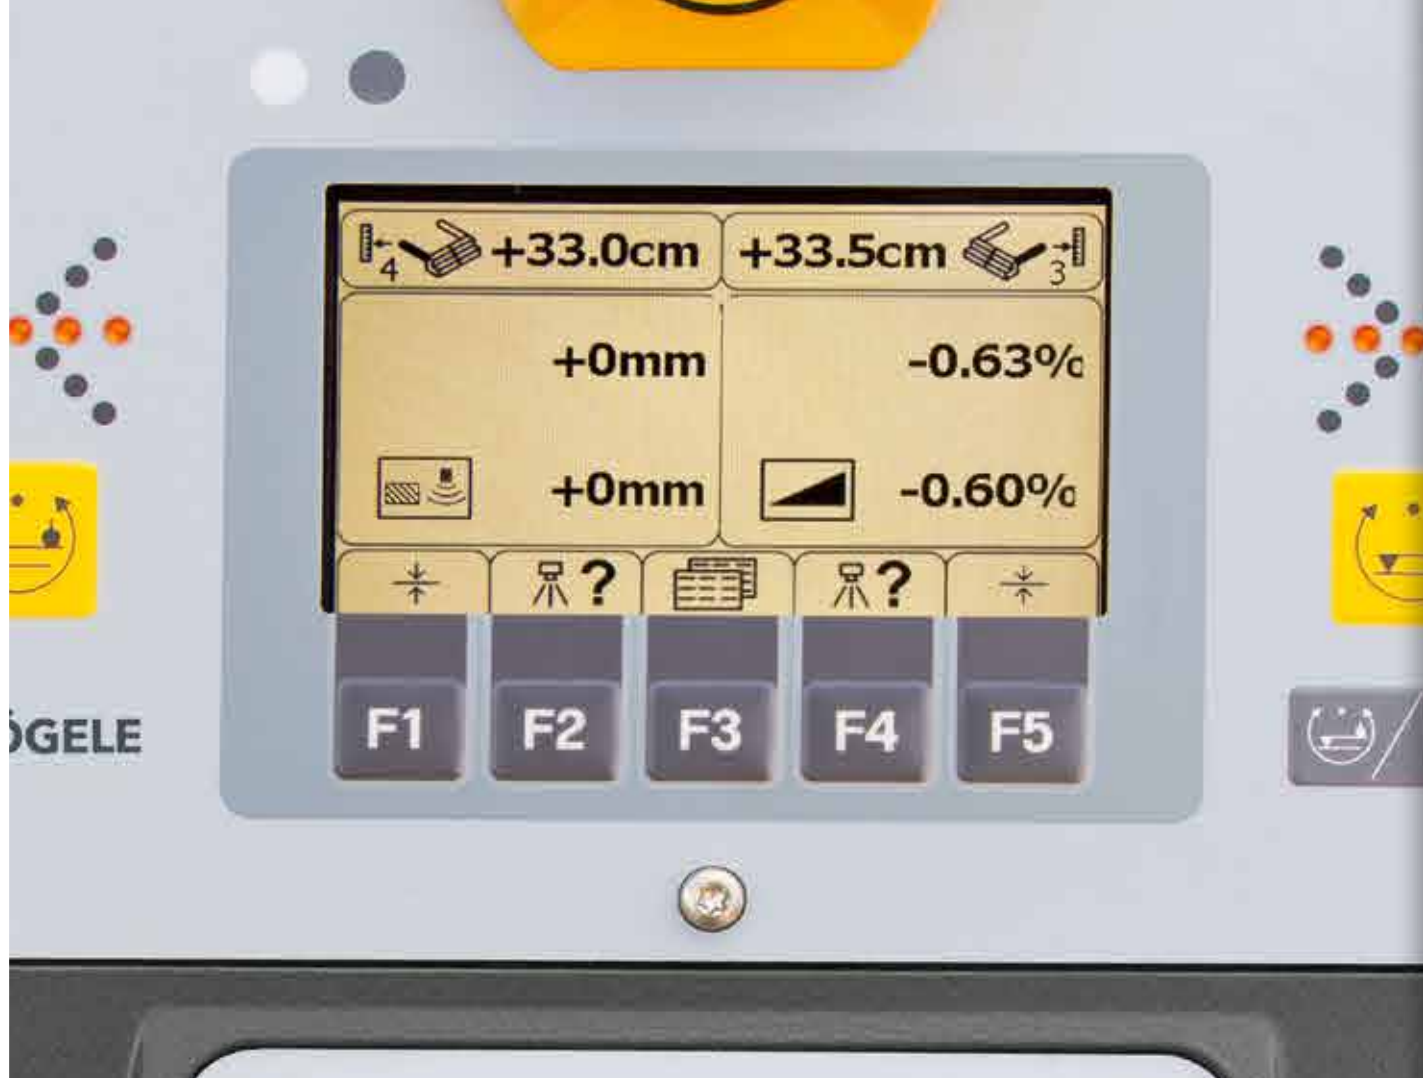 4 +33.0cm +33.5cm 3
+0mm -0.63%
+0mm -0.60%
? ?
F1 F2 F3 F4 F5
ÖGELE